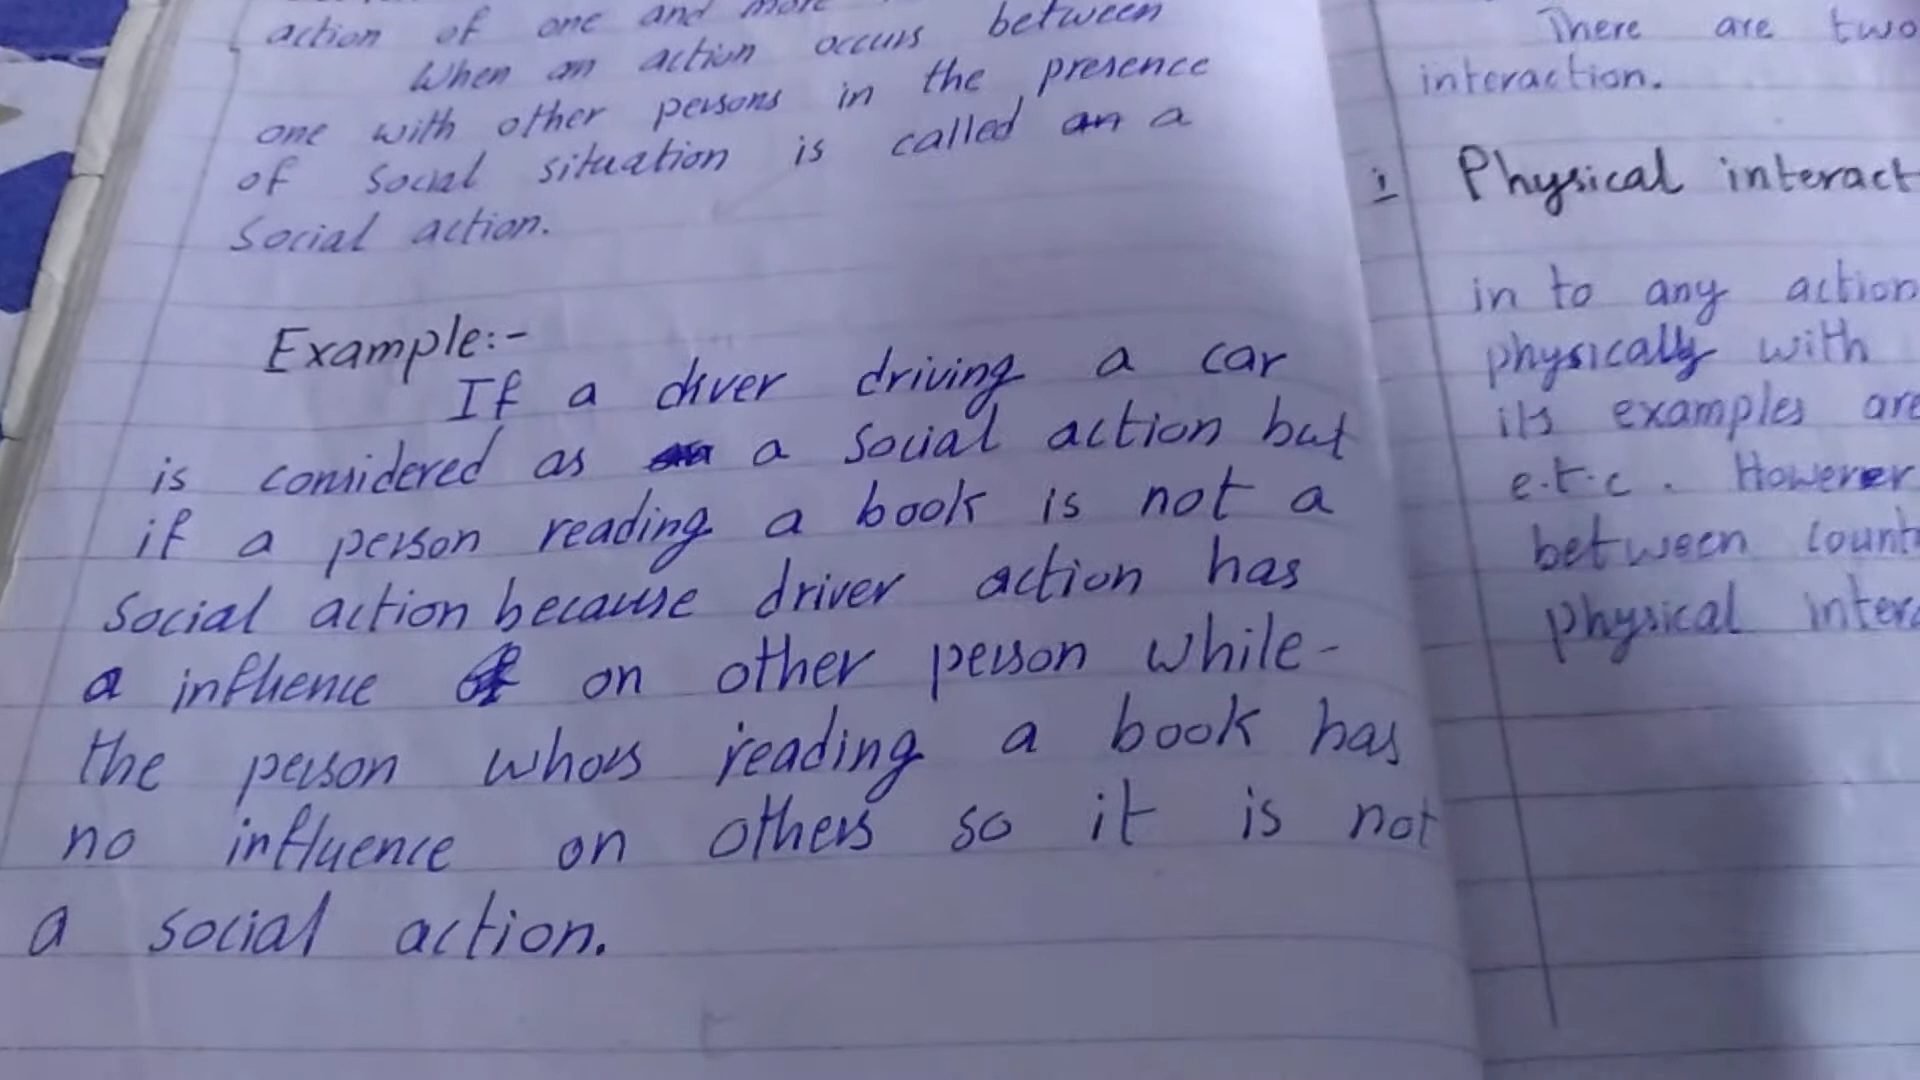 action of one and more
When an action occurs between
one with other persons in the presence
of Social situation is called an a
Social action.
Example:-
If a driver driving a car
is considered as a Social action but
if a person reading a book is not a
Social action because driver action has
a influence on other person while-
the person whows reading a book has
no influence on others so it is not
a social action.
There are two
interaction.
i Physical interact
in to any action
physically with
its examples are
e.t.c. However
between count
physical inter